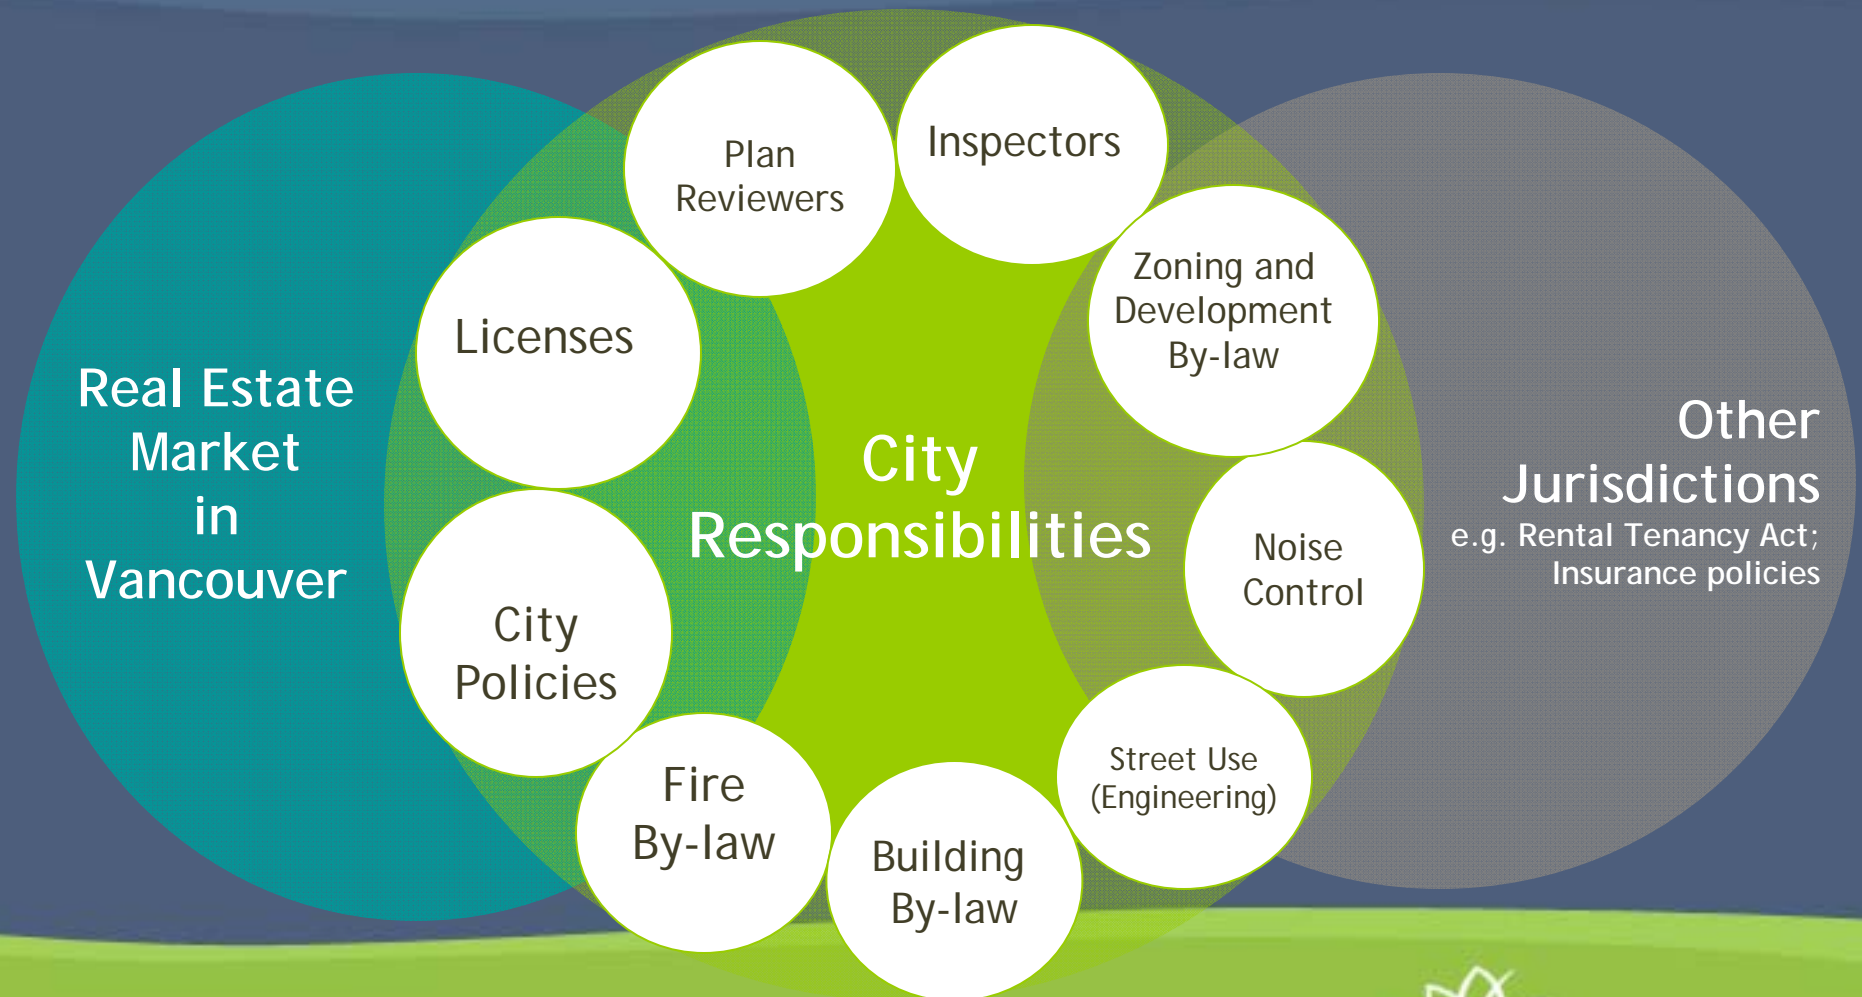 Real Estate
Market
in
Vancouver
City
Responsibilities
Other
Jurisdictions
e.g. Rental Tenancy Act;
Insurance policies
Plan
Reviewers
Inspectors
Zoning and
Development
By-law
Noise
Control
Street Use
(Engineering)
Building
By-law
Fire
By-law
City
Policies
Licenses